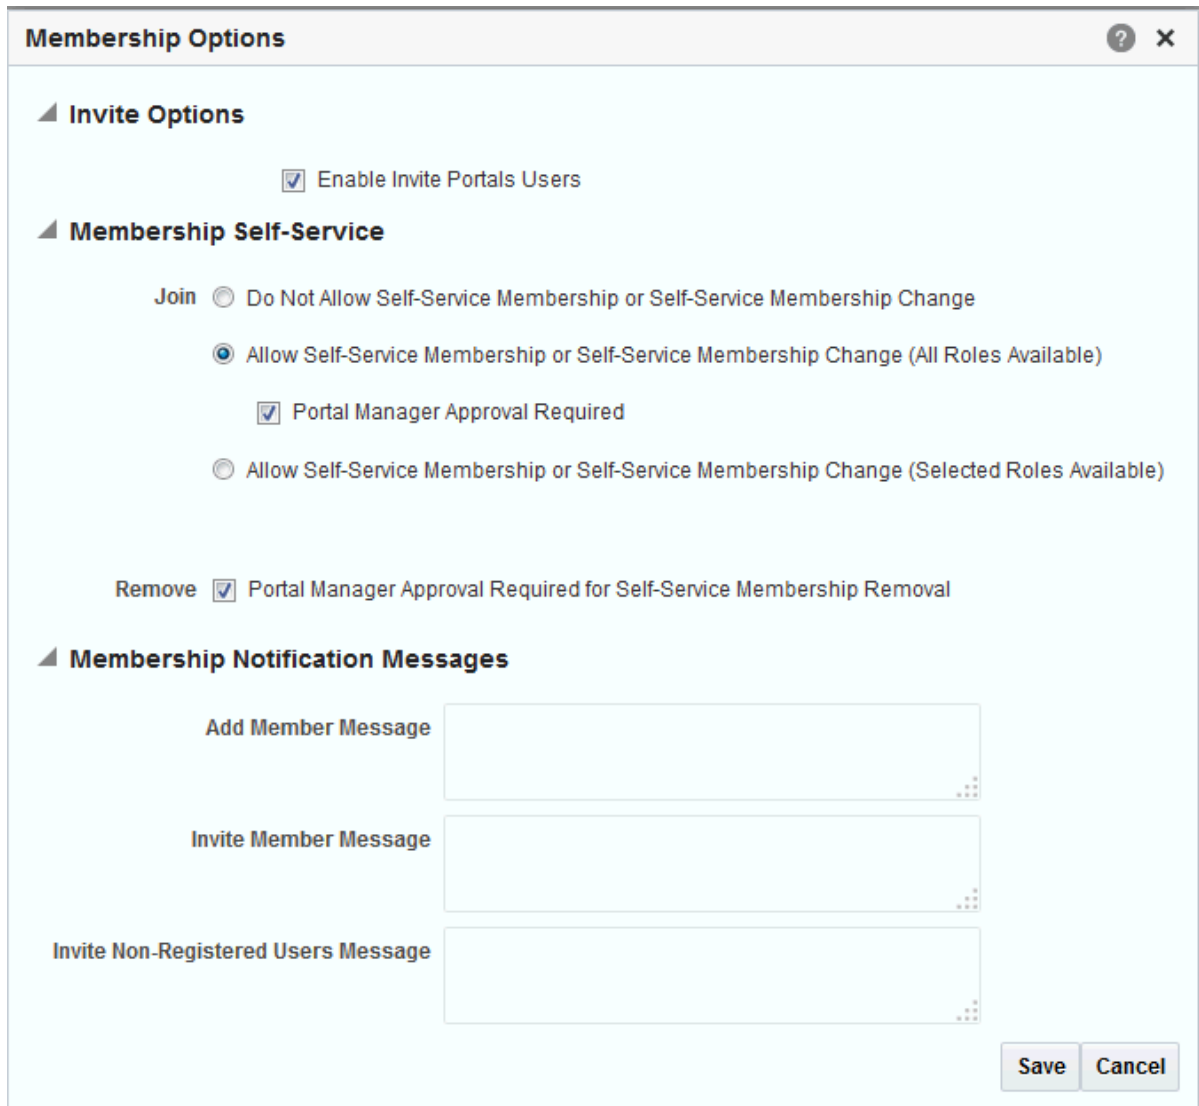 Membership Options
Invite Options
Enable Invite Portals Users
Membership Self-Service
Join Do Not Allow Self-Service Membership or Self-Service Membership Change
Allow Self-Service Membership or Self-Service Membership Change (All Roles Available)
Portal Manager Approval Required
Allow Self-Service Membership or Self-Service Membership Change (Selected Roles Available)
Remove Portal Manager Approval Required for Self-Service Membership Removal
Membership Notification Messages
Add Member Message
Invite Member Message
Invite Non-Registered Users Message
Save Cancel